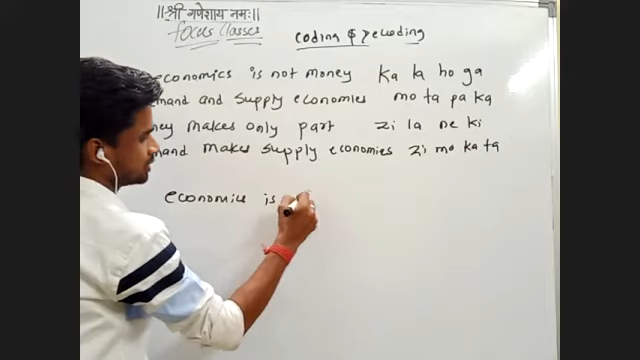 ||श्री गणेशाय नमः||
focus classes
coding & Decoding
economics is not money ka la ho ga
mand and supply economies mo ta pa ka
ney makes only part zi la ne ki
mand makes supply economies zi mo ka ta
economics is